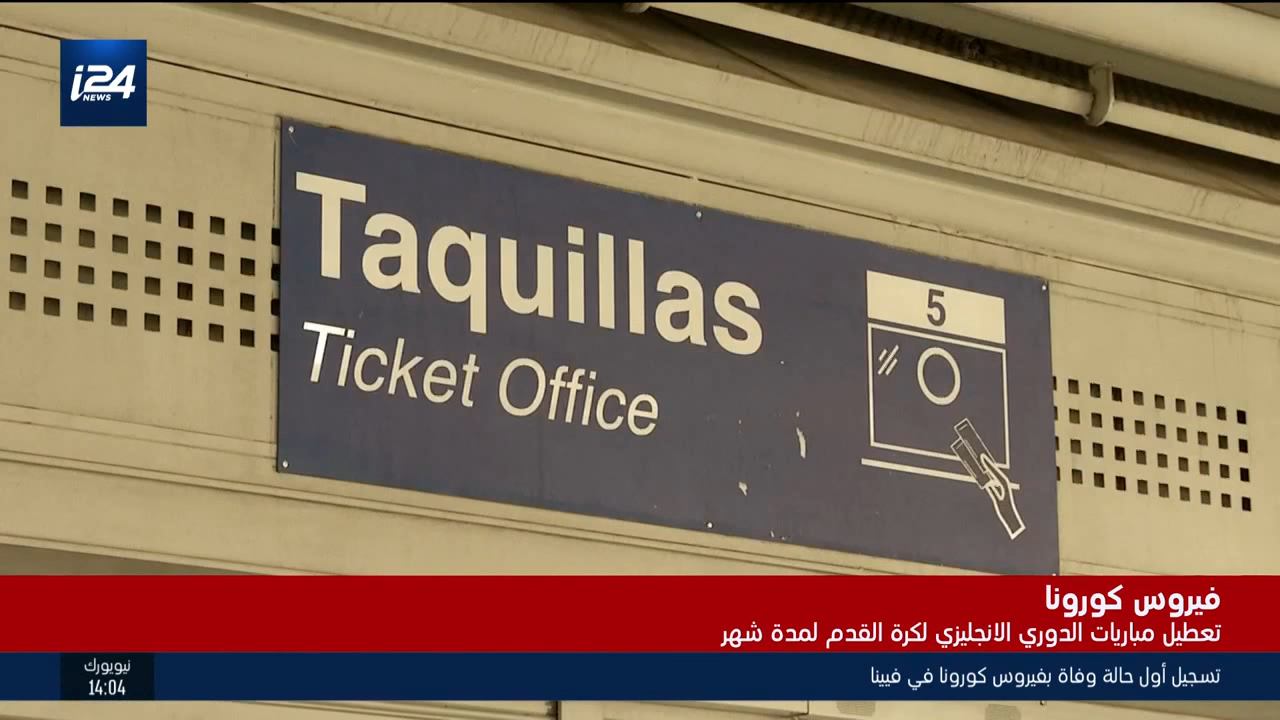 i24
NEWS
Taquillas
Ticket Office
5
فيروس كورونا
تعطيل مباريات الدوري الانجليزي لكرة القدم لمدة شهر
تسجيل أول حالة وفاة بفيروس كورونا في فيينا
نيويورك
14:04